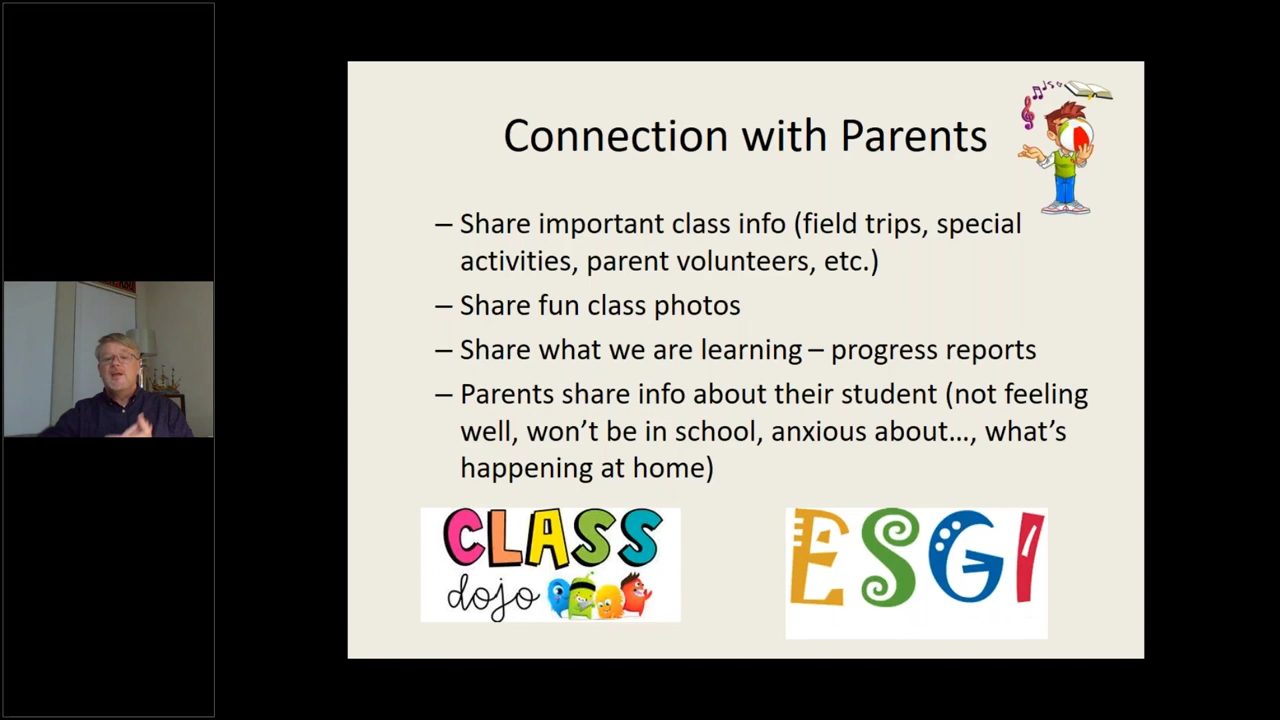 Connection with Parents
– Share important class info (field trips, special
activities, parent volunteers, etc.)
– Share fun class photos
– Share what we are learning – progress reports
– Parents share info about their student (not feeling
well, won’t be in school, anxious about…, what’s
happening at home)
CLASS
dojo
ESGI